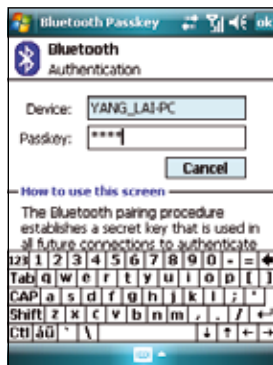 Bluetooth Passkey ok
Bluetooth
Authentication
Device: YANG_LAI-PC
Passkey: ****
Cancel
How to use this screen
The Bluetooth pairing procedure
establishes a secret key that is used in
all future connections to authenticate
123 1 2 3 4 5 6 7 8 9 0 - =
Tab q w e r t y u i o p [ ]
CAP a s d f g h j k l ; '
Shift z x c v b n m , . /
Ctl áü ` \